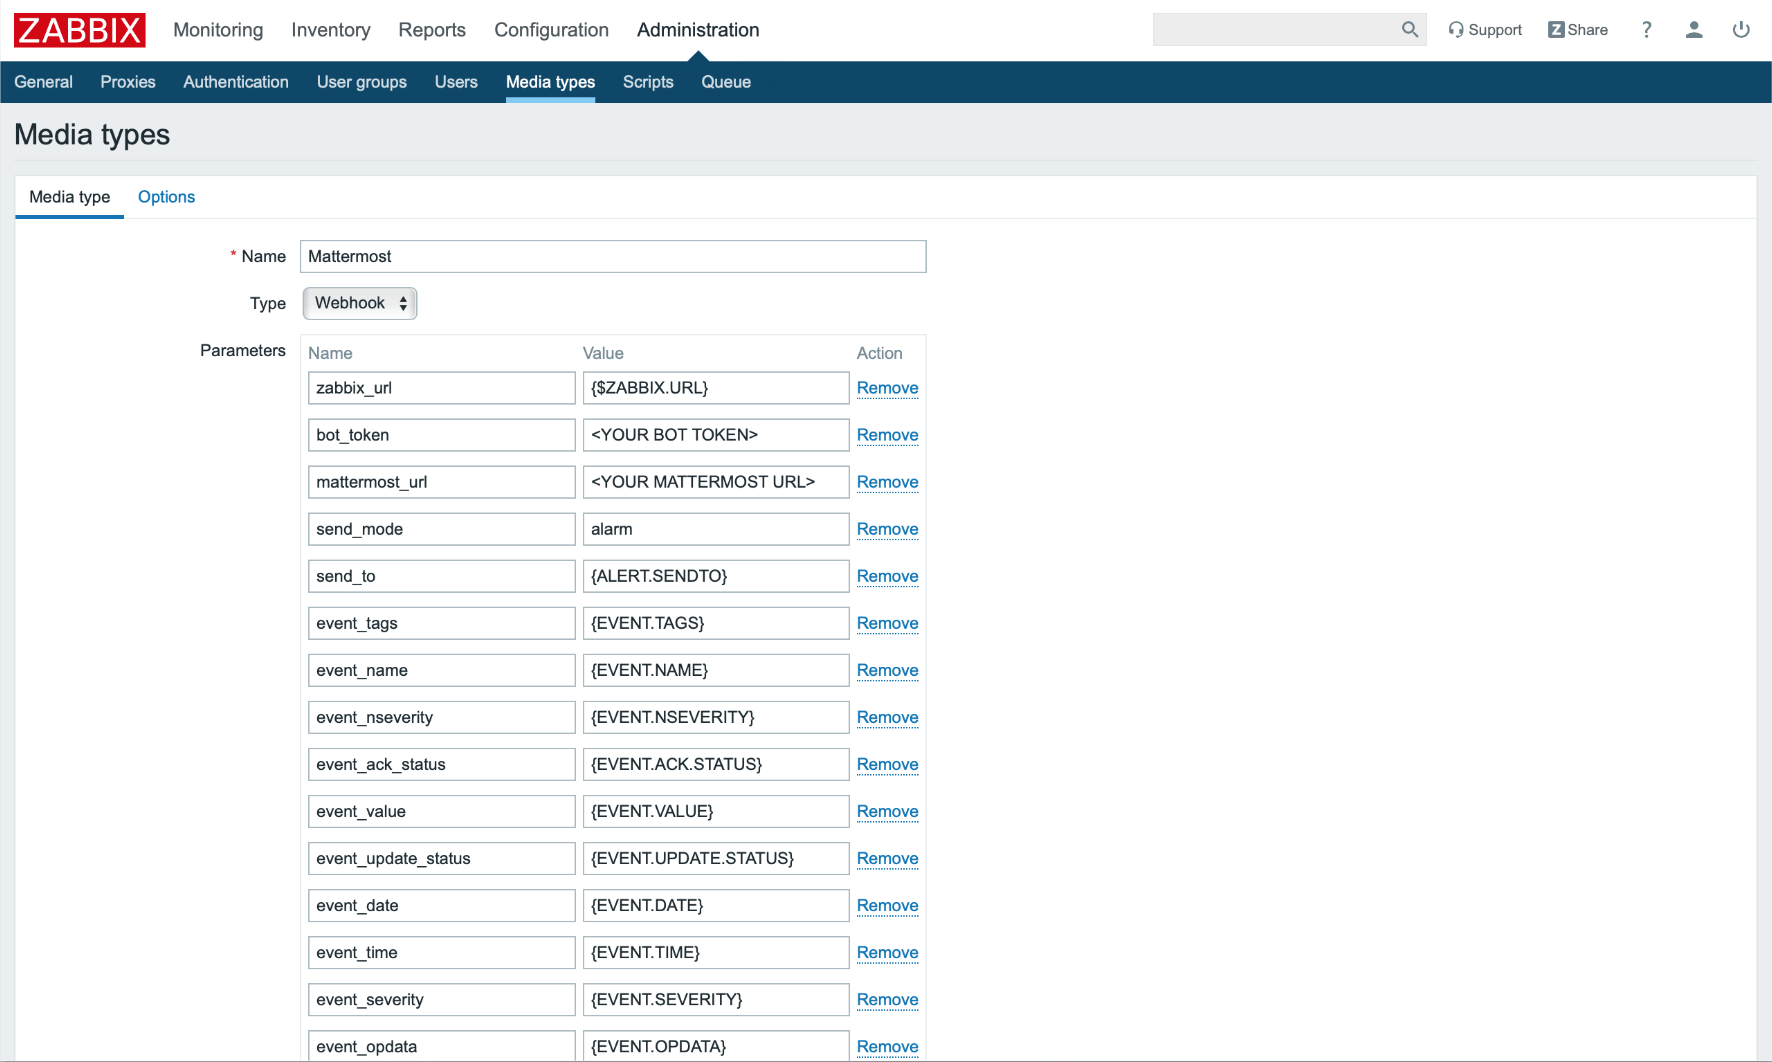 ZABBIX Monitoring Inventory Reports Configuration Administration Support Z Share ?
General Proxies Authentication User groups Users Media types Scripts Queue
Media types
Media type Options
* Name Mattermost
Type Webhook
Parameters Name Value Action
zabbix_url {$ZABBIX.URL} Remove
bot_token <YOUR BOT TOKEN> Remove
mattermost_url <YOUR MATTERMOST URL> Remove
send_mode alarm Remove
send_to {ALERT.SENDTO} Remove
event_tags {EVENT.TAGS} Remove
event_name {EVENT.NAME} Remove
event_nseverity {EVENT.NSEVERITY} Remove
event_ack_status {EVENT.ACK.STATUS} Remove
event_value {EVENT.VALUE} Remove
event_update_status {EVENT.UPDATE.STATUS} Remove
event_date {EVENT.DATE} Remove
event_time {EVENT.TIME} Remove
event_severity {EVENT.SEVERITY} Remove
event_opdata {EVENT.OPDATA} Remove